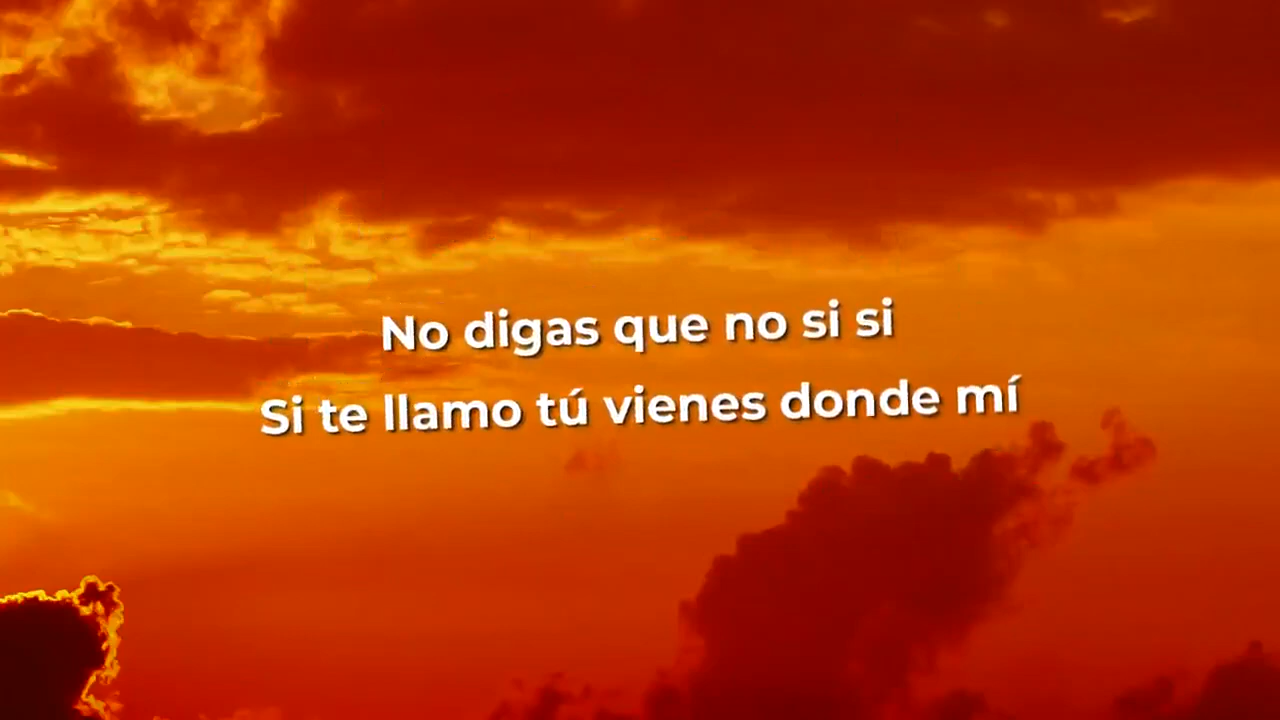 No digas que no si si
Si te llamo tú vienes donde mí